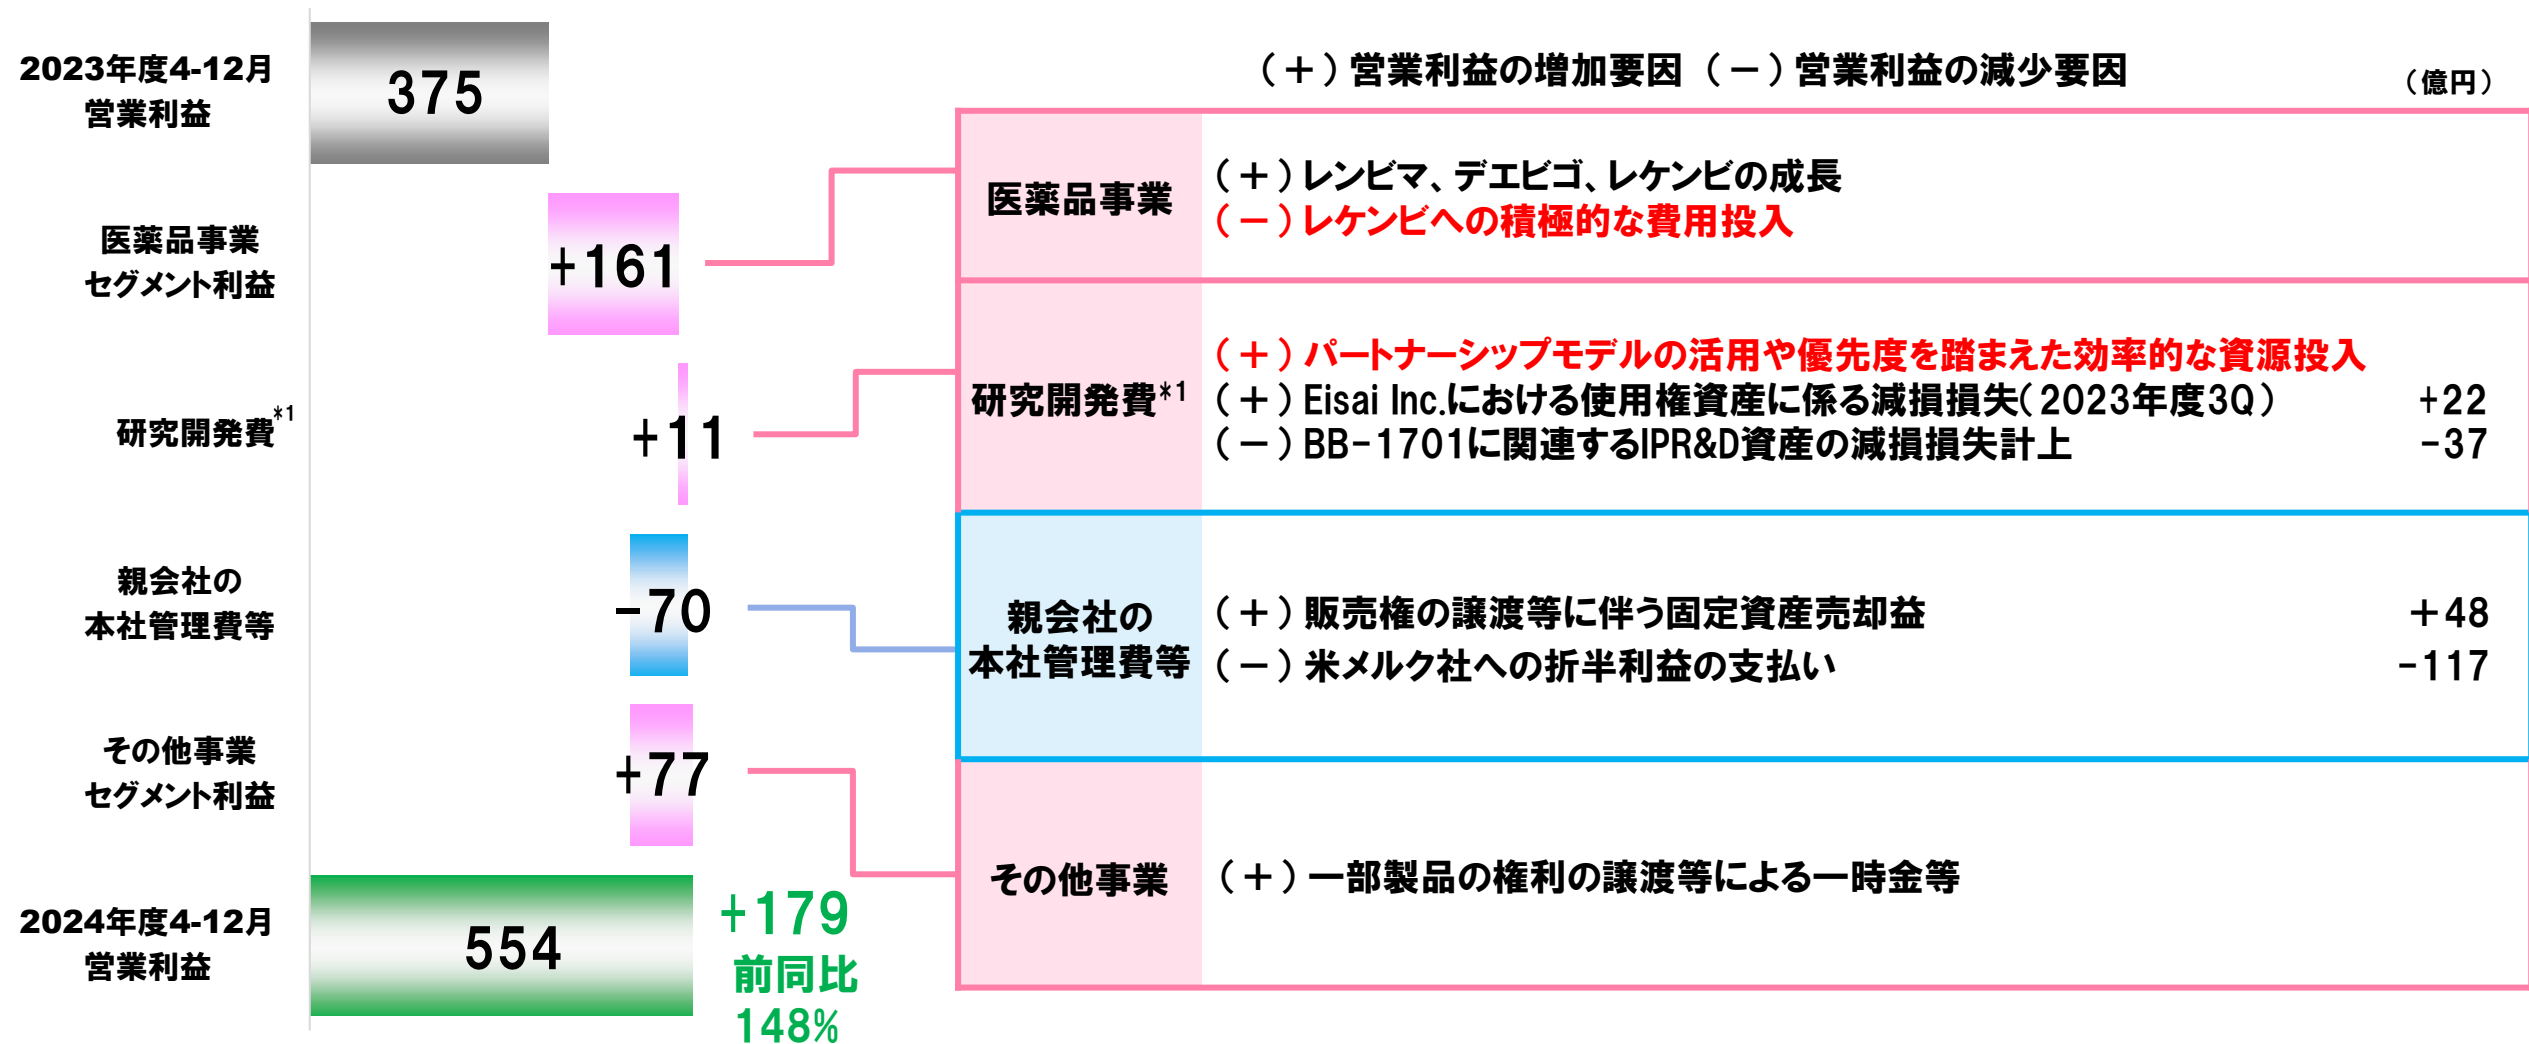 2023年度4-12月
営業利益
375
医薬品事業
セグメント利益
+161
研究開発費*1
+11
親会社の
本社管理費等
-70
その他事業
セグメント利益
+77
2024年度4-12月
営業利益
554
+179
前同比
148%
（＋）営業利益の増加要因（－）営業利益の減少要因
（億円）
医薬品事業
（＋）レンビマ、デエビゴ、レケンビの成長
（－）レケンビへの積極的な費用投入
研究開発費*1
（＋）パートナーシップモデルの活用や優先度を踏まえた効率的な資源投入
（＋）Eisai Inc.における使用権資産に係る減損損失（2023年度3Q） +22
（－）BB-1701に関連するIPR&D資産の減損損失計上 -37
親会社の
本社管理費等
（＋）販売権の譲渡等に伴う固定資産売却益 +48
（－）米メルク社への折半利益の支払い -117
その他事業
（＋）一部製品の権利の譲渡等による一時金等